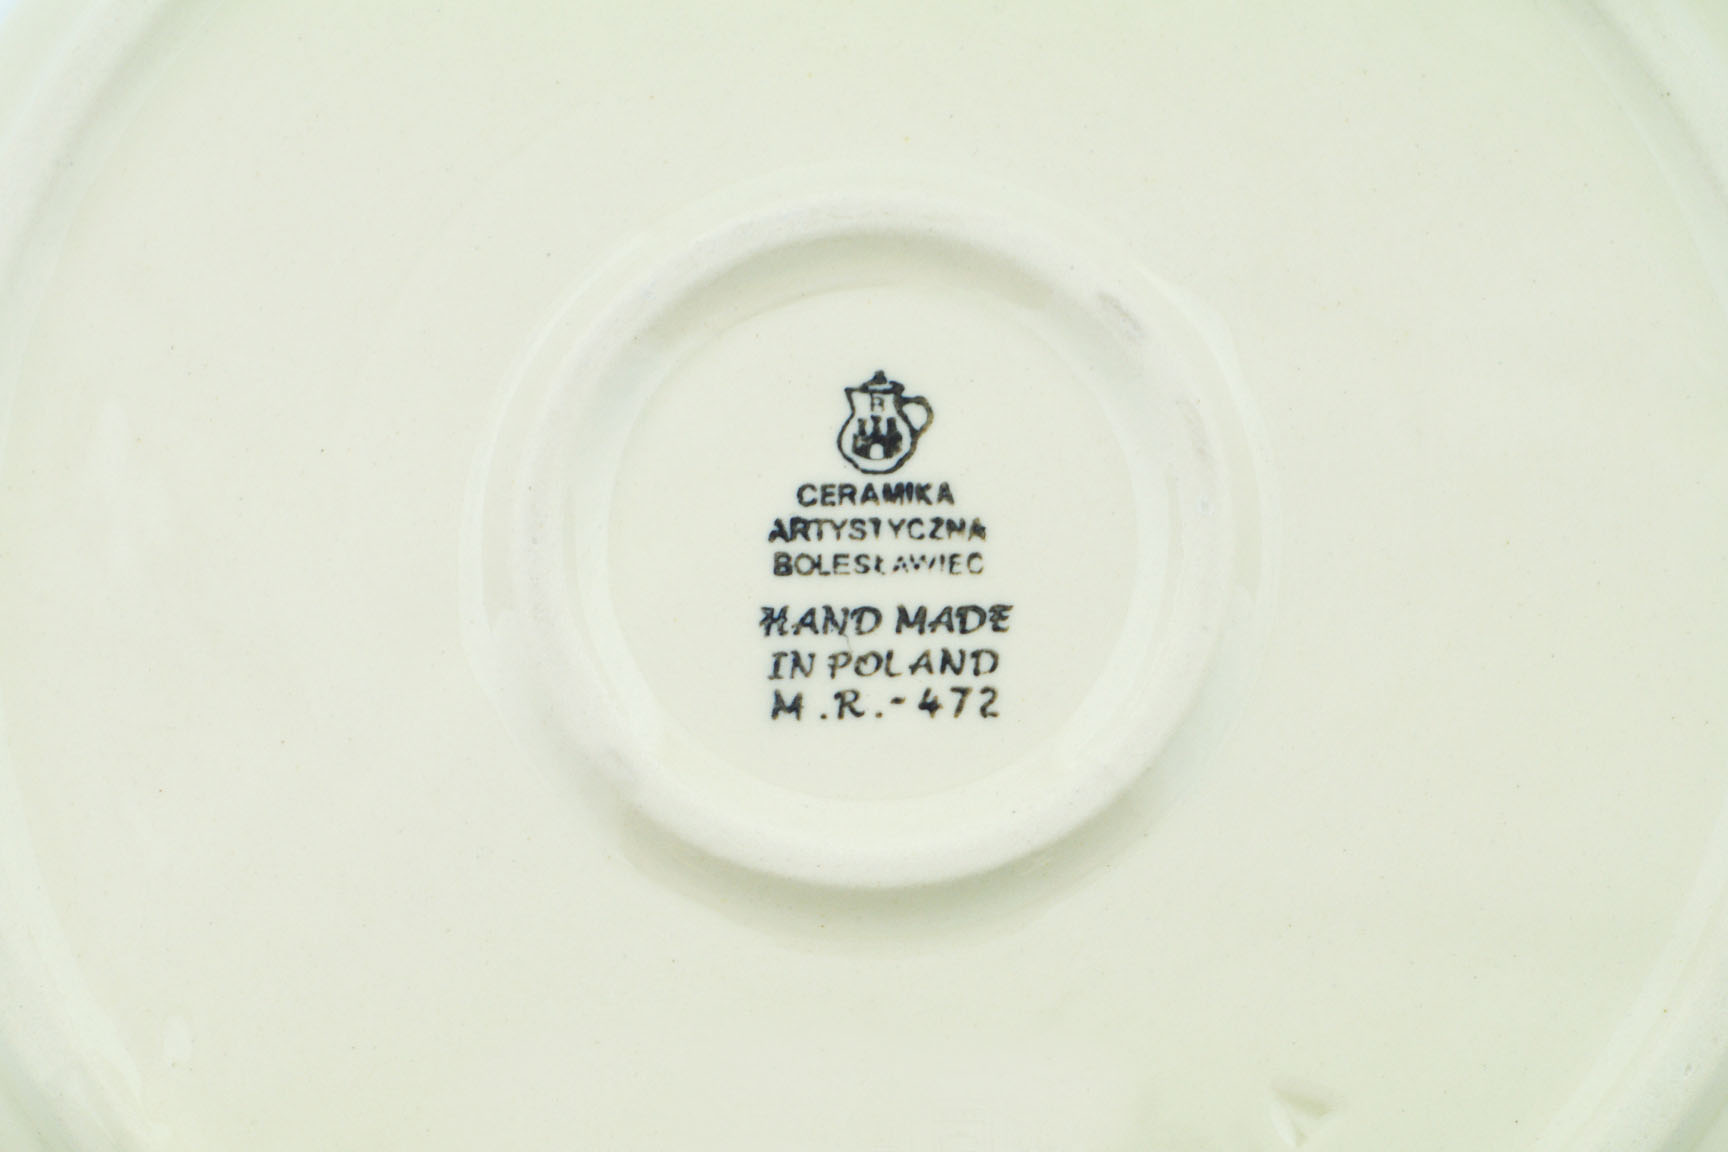 R
CERAMIKA
ARTYSTYCZNA
BOLESŁAWIEC
HAND MADE
IN POLAND
M.R.-472